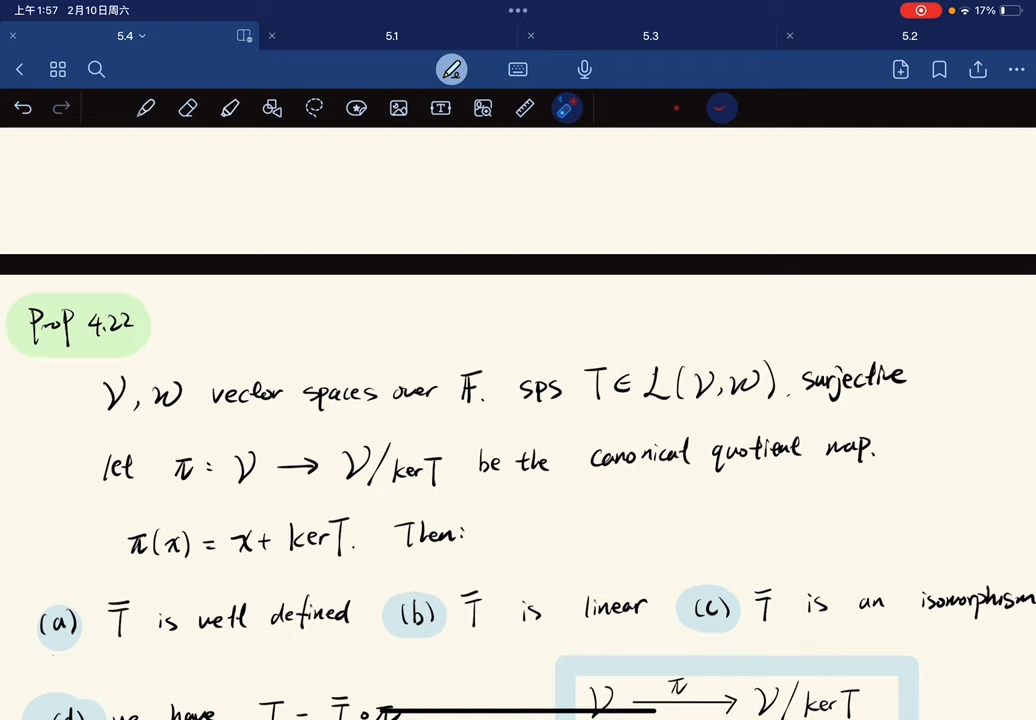 上午1:57 2月10日周六
17%
5.4
5.1
5.3
5.2
Prop 4.22
V, W vector spaces over 𝔽. sps T ∈ L(V,W). surjective
let π : V → V/kerT be the canonical quotient map.
π(x) = x + kerT. Then:
(a) T̄ is well defined (b) T̄ is linear (c) T̄ is an isomorphism
(d) we have T = T̄ ∘ π
V π → V/kerT